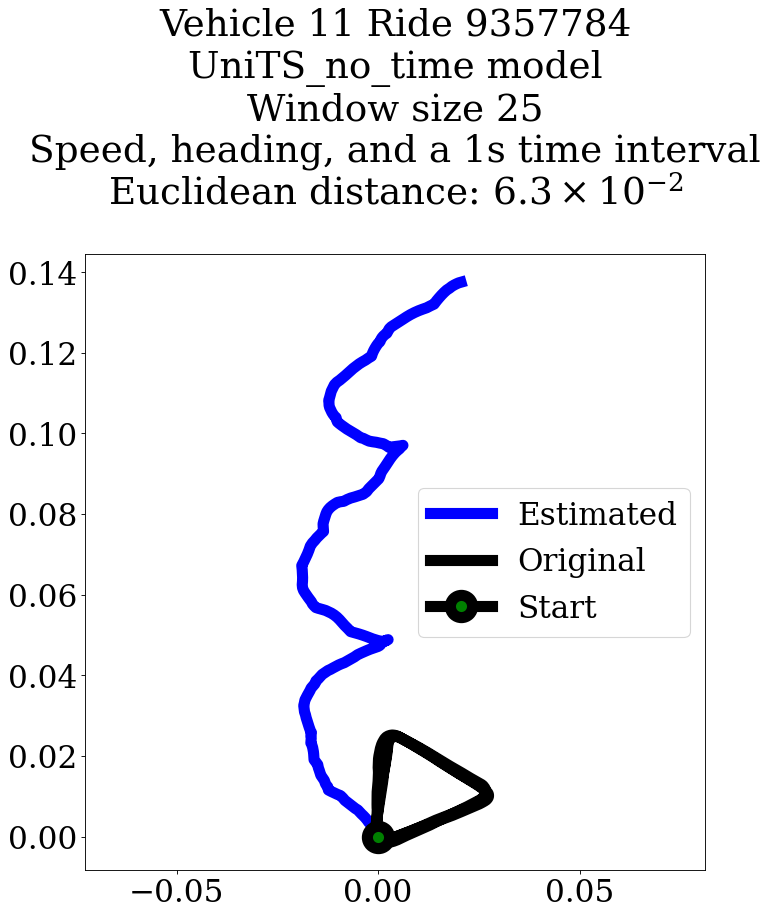 Vehicle 11 Ride 9357784
UniTS_no_time model
Window size 25
Speed, heading, and a 1s time interval
Euclidean distance: 6.3 × 10⁻²
0.14
0.12
0.10
0.08
0.06
0.04
0.02
0.00
Estimated
Original
Start
−0.05 0.00 0.05